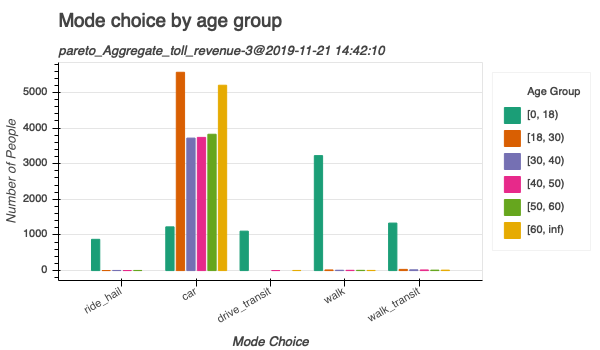 Mode choice by age group
pareto_Aggregate_toll_revenue-3@2019-11-21 14:42:10
Number of People
5000
4000
3000
2000
1000
0
ride_hail
car
drive_transit
walk
walk_transit
Mode Choice
Age Group
[0, 18)
[18, 30)
[30, 40)
[40, 50)
[50, 60)
[60, inf)